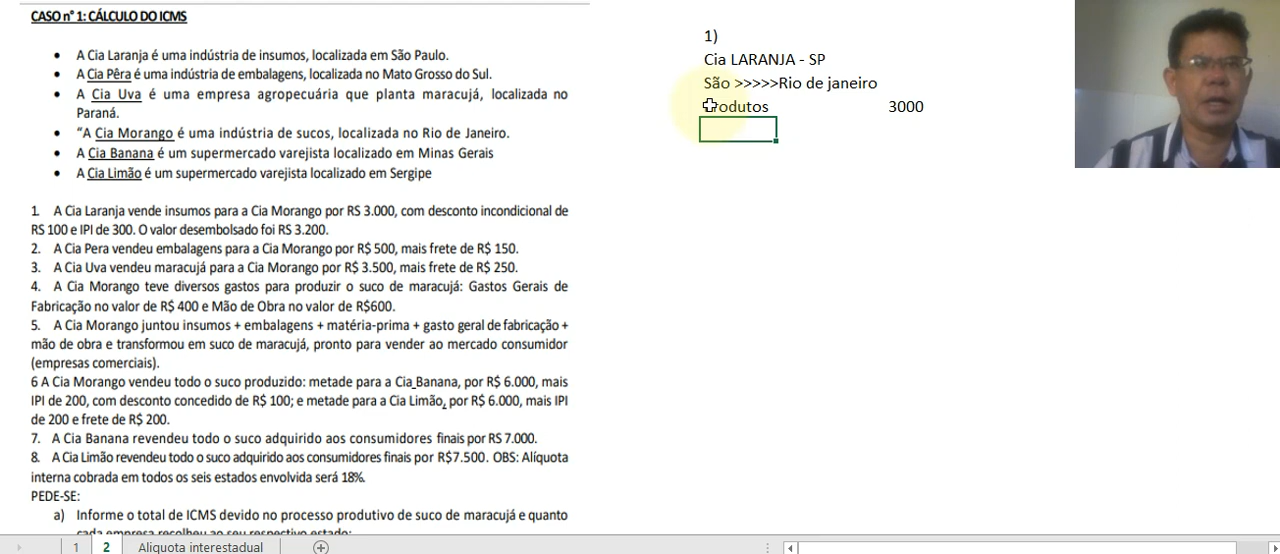 CASO n° 1: CÁLCULO DO ICMS
• A Cia Laranja é uma indústria de insumos, localizada em São Paulo.
• A Cia Pêra é uma indústria de embalagens, localizada no Mato Grosso do Sul.
• A Cia Uva é uma empresa agropecuária que planta maracujá, localizada no
Paraná.
• “A Cia Morango é uma indústria de sucos, localizada no Rio de Janeiro.
• A Cia Banana é um supermercado varejista localizado em Minas Gerais
• A Cia Limão é um supermercado varejista localizado em Sergipe
1. A Cia Laranja vende insumos para a Cia Morango por RS 3.000, com desconto incondicional de
RS 100 e IPI de 300. O valor desembolsado foi RS 3.200.
2. A Cia Pera vendeu embalagens para a Cia Morango por R$ 500, mais frete de R$ 150.
3. A Cia Uva vendeu maracujá para a Cia Morango por R$ 3.500, mais frete de R$ 250.
4. A Cia Morango teve diversos gastos para produzir o suco de maracujá: Gastos Gerais de
Fabricação no valor de R$ 400 e Mão de Obra no valor de R$600.
5. A Cia Morango juntou insumos + embalagens + matéria-prima + gasto geral de fabricação +
mão de obra e transformou em suco de maracujá, pronto para vender ao mercado consumidor
(empresas comerciais).
6 A Cia Morango vendeu todo o suco produzido: metade para a Cia Banana, por R$ 6.000, mais
IPI de 200, com desconto concedido de R$ 100; e metade para a Cia Limão, por R$ 6.000, mais IPI
de 200 e frete de R$ 200.
7. A Cia Banana revendeu todo o suco adquirido aos consumidores finais por RS 7.000.
8. A Cia Limão revendeu todo o suco adquirido aos consumidores finais por R$7.500. OBS: Alíquota
interna cobrada em todos os seis estados envolvida será 18%.
PEDE-SE:
a) Informe o total de ICMS devido no processo produtivo de suco de maracujá e quanto
cada empresa recolheu ao seu respectivo estado;
1)
Cia LARANJA - SP
São >>>>>Rio de janeiro
Produtos 3000
1 2 Aliquota interestadual